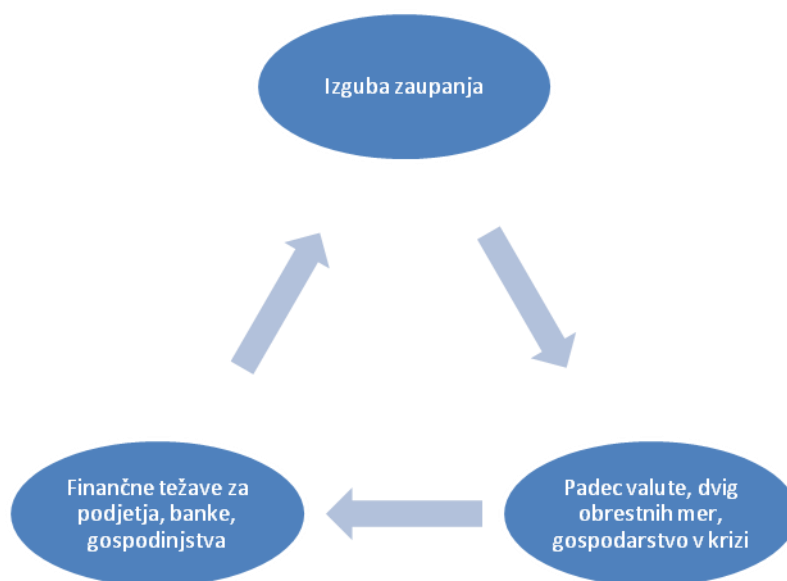 Izguba zaupanja
Padec valute, dvig
obrestnih mer,
gospodarstvo v krizi
Finančne težave za
podjetja, banke,
gospodinjstva